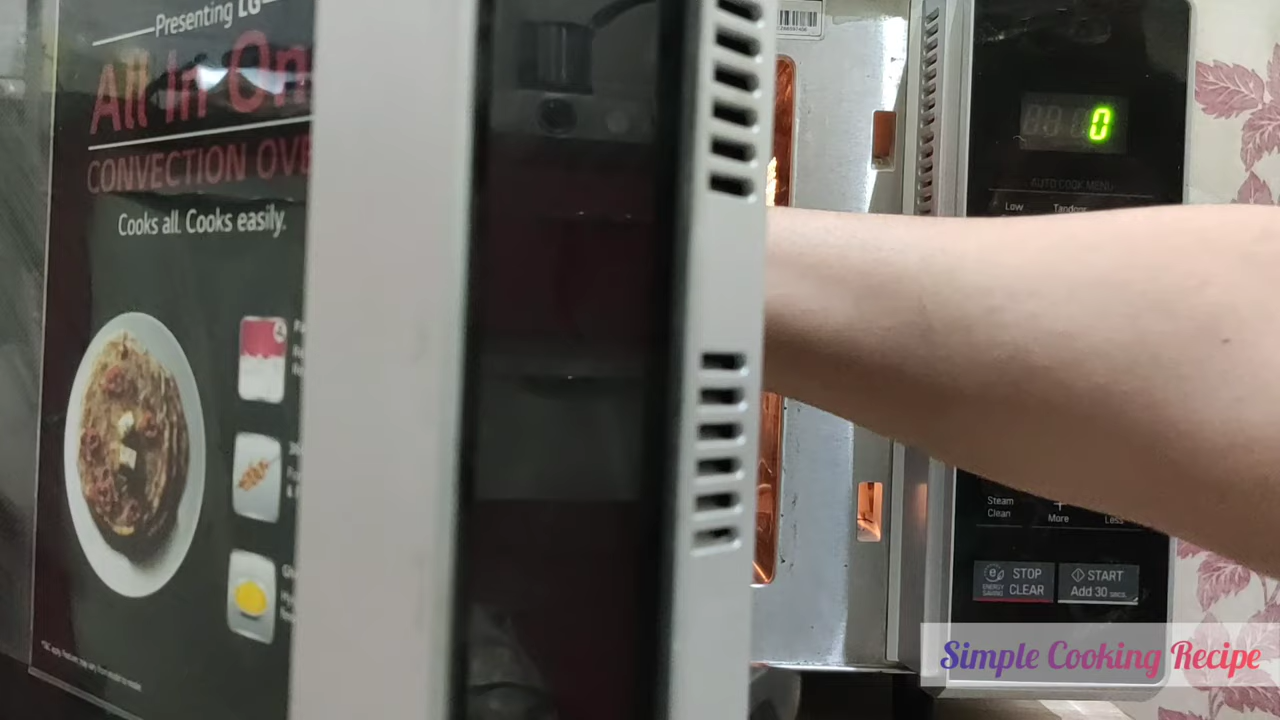 Presenting LG
All In On
CONVECTION OVE
Cooks all. Cooks easily.
0
AUTO COOK MENU
Low
Tandoor
Steam
Clean
+
More
Less
STOP
CLEAR
ENERGY
SAVING
START
Add 30 secs.
Simple Cooking Recipe